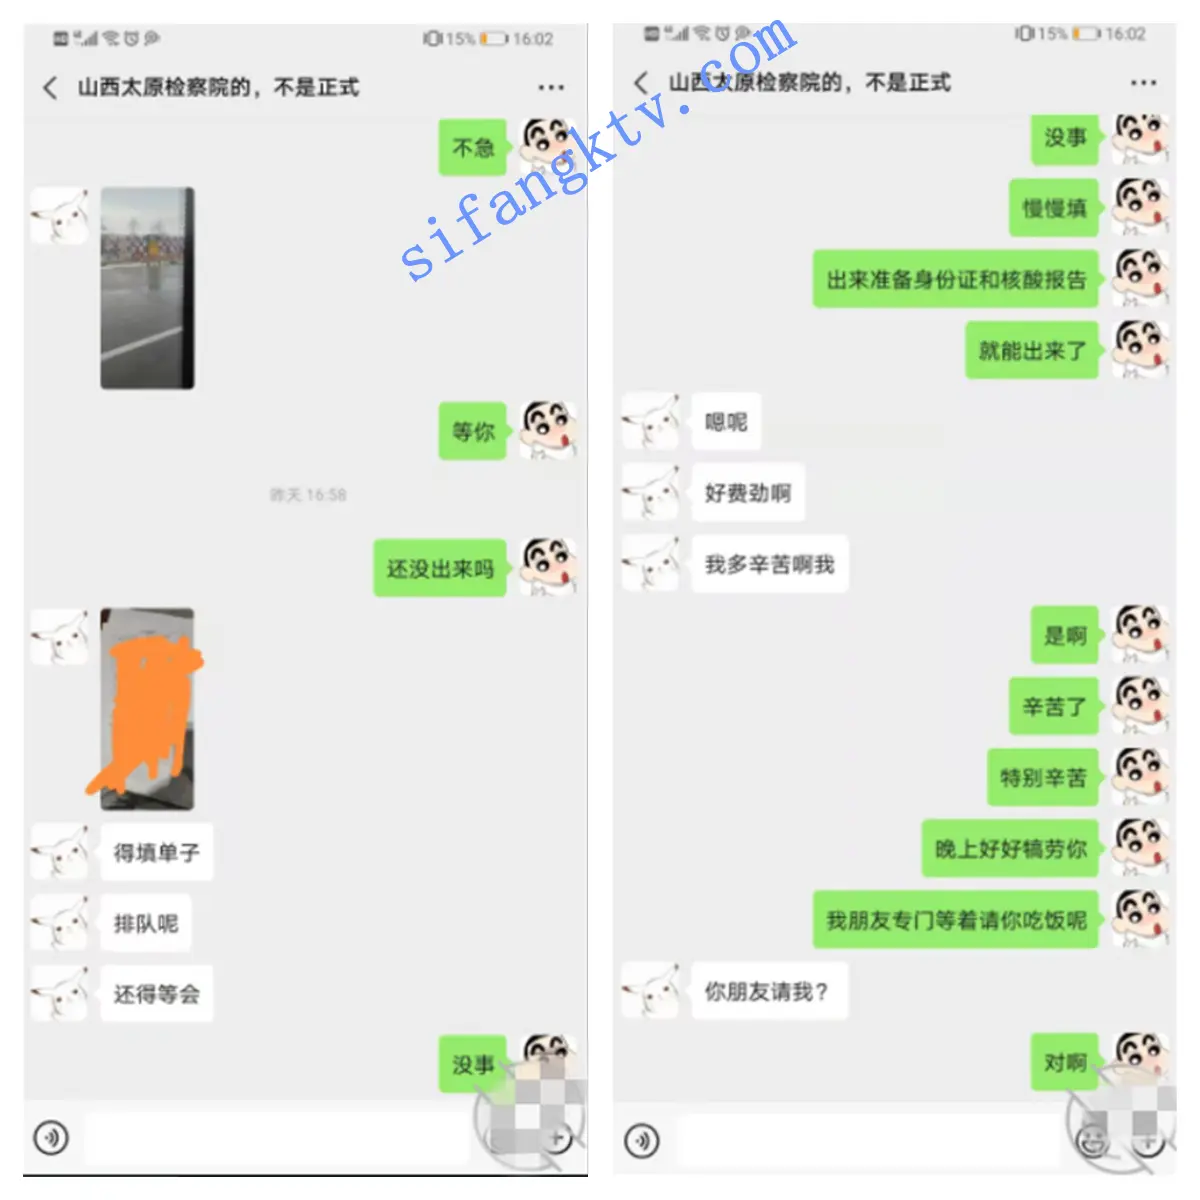 15% 16:02
山西太原检察院的，不是正式
不急
等你
昨天 16:58
还没出来吗
得填单子
排队呢
还得等会
没事
15% 16:02
山西太原检察院的，不是正式
没事
慢慢填
出来准备身份证和核酸报告
就能出来了
嗯呢
好费劲啊
我多辛苦啊我
是啊
辛苦了
特别辛苦
晚上好好犒劳你
我朋友专门等着请你吃饭呢
你朋友请我？
对啊
sifangktv.com